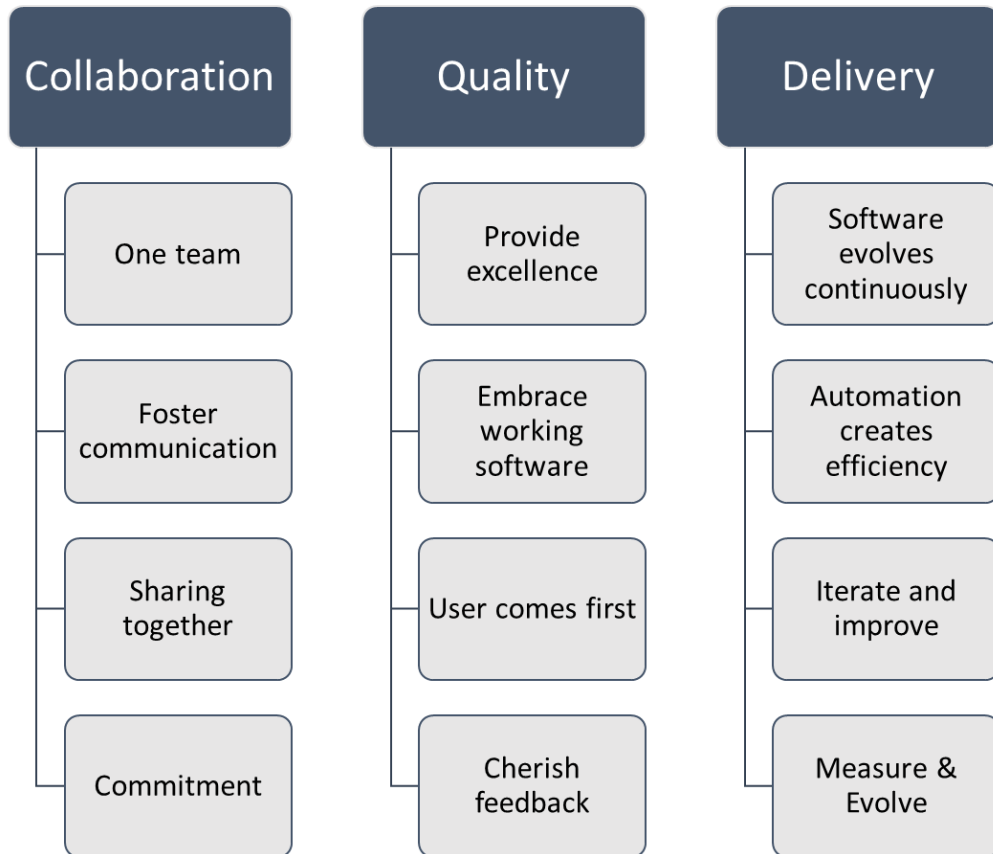 Collaboration
One team
Foster
communication
Sharing
together
Commitment
Quality
Provide
excellence
Embrace
working
software
User comes first
Cherish
feedback
Delivery
Software
evolves
continuously
Automation
creates
efficiency
Iterate and
improve
Measure &
Evolve